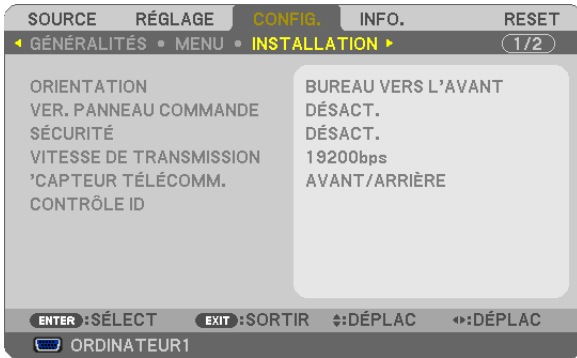 SOURCE RÉGLAGE CONFIG. INFO. RESET
GÉNÉRALITÉS • MENU • INSTALLATION 1/2
ORIENTATION BUREAU VERS L'AVANT
VER. PANNEAU COMMANDE DÉSACT.
SÉCURITÉ DÉSACT.
VITESSE DE TRANSMISSION 19200bps
'CAPTEUR TÉLÉCOMM. AVANT/ARRIÈRE
CONTRÔLE ID
ENTER :SÉLECT EXIT :SORTIR :DÉPLAC :DÉPLAC
ORDINATEUR1